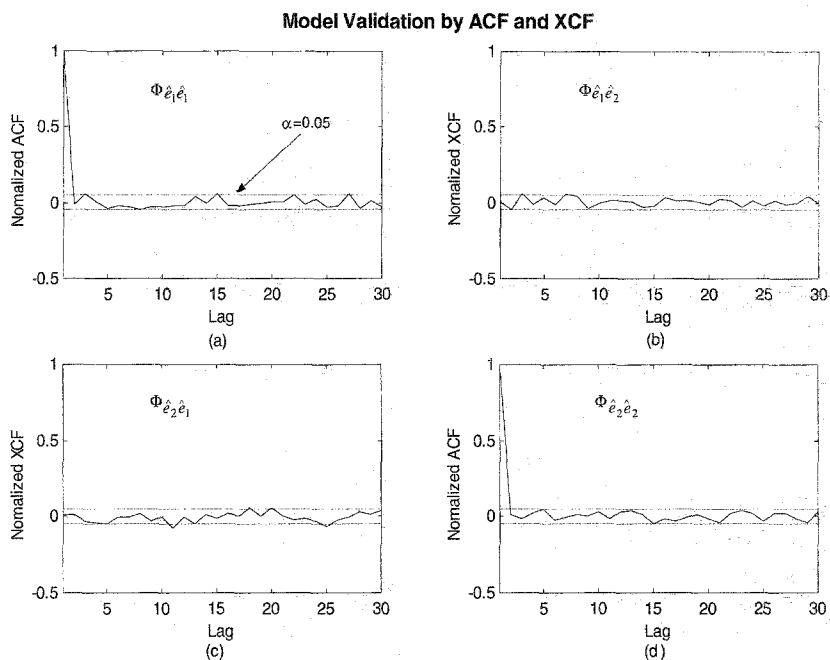 Model Validation by ACF and XCF
1
0.5
0
-0.5
Nomalized ACF
Φê₁ê₁
α=0.05
5 10 15 20 25 30
Lag
(a)
1
0.5
0
-0.5
Nomalized XCF
Φê₁ê₂
5 10 15 20 25 30
Lag
(b)
1
0.5
0
-0.5
Normalized XCF
Φê₂ê₁
5 10 15 20 25 30
Lag
(c)
1
0.5
0
-0.5
Normalized ACF
Φê₂ê₂
5 10 15 20 25 30
Lag
(d)